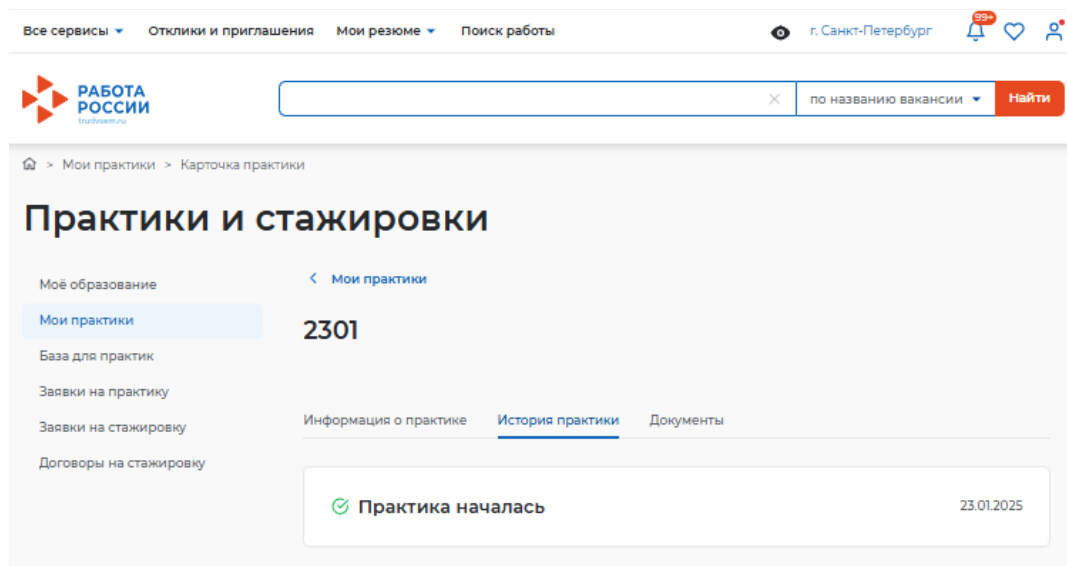 Все сервисы Отклики и приглашения Мои резюме Поиск работы г. Санкт-Петербург 99+
РАБОТА РОССИИ
trudvsem.ru
по названию вакансии Найти
> Мои практики > Карточка практики
Практики и стажировки
Моё образование
Мои практики
База для практик
Заявки на практику
Заявки на стажировку
Договоры на стажировку
Мои практики
2301
Информация о практике История практики Документы
Практика началась 23.01.2025